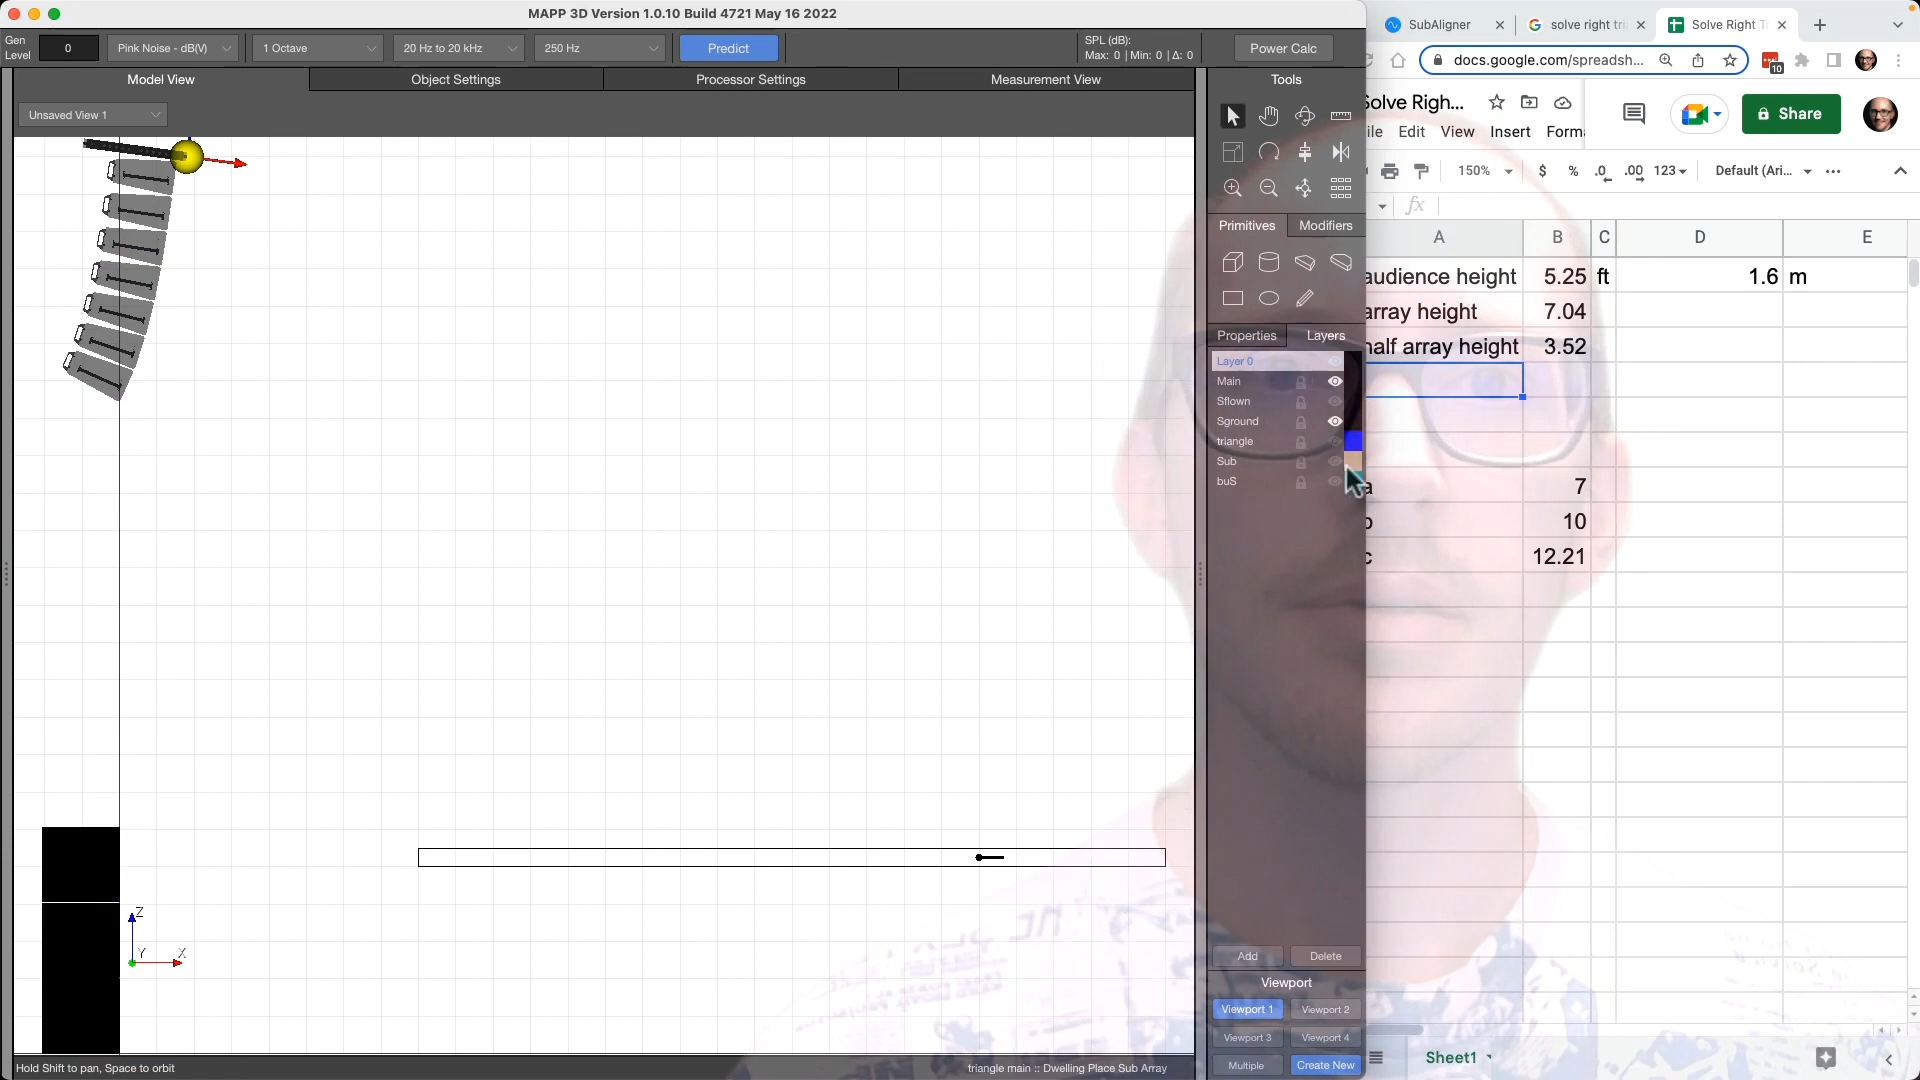 MAPP 3D Version 1.0.10 Build 4721 May 16 2022
SubAligner
solve right tri
Solve Right T
Gen
Level
0
Pink Noise - dB(V)
1 Octave
20 Hz to 20 kHz
250 Hz
Predict
SPL (dB):
Max: 0 | Min: 0 | Δ: 0
Power Calc
docs.google.com/spreadsh...
10
Model View
Object Settings
Processor Settings
Measurement View
Tools
Solve Righ...
Share
Unsaved View 1
ile Edit View Insert Forma
150%
$ % .0 .00 123
Default (Ari...
fx
Primitives
Modifiers
A B C D E
audience height 5.25 ft 1.6 m
array height 7.04
half array height 3.52
Properties
Layers
Layer 0
Main
Sflown
Sground
triangle
Sub
buS
a 7
b 10
c 12.21
Z
Y
X
Add
Delete
Viewport
Viewport 1
Viewport 2
Viewport 3
Viewport 4
Multiple
Create New
Sheet1
Hold Shift to pan, Space to orbit
triangle main :: Dwelling Place Sub Array